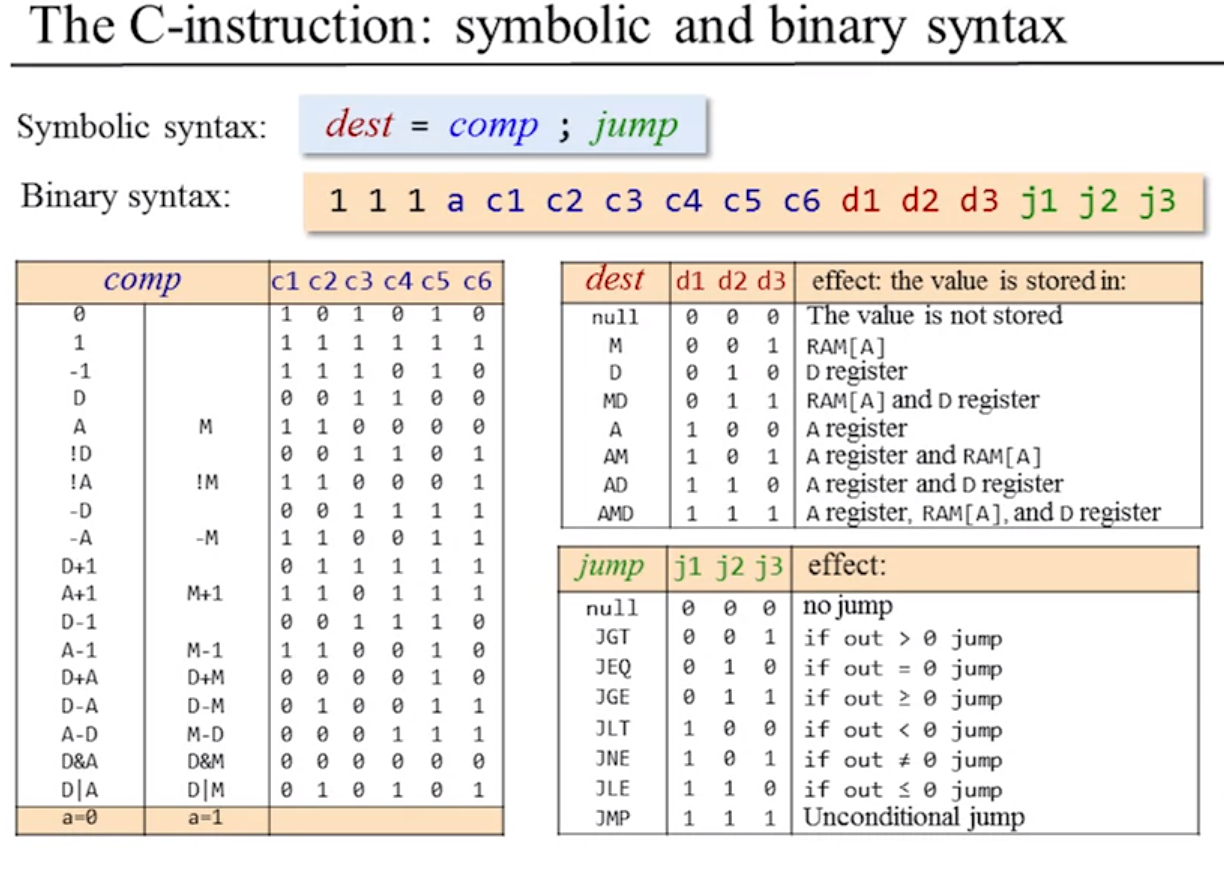 The C-instruction: symbolic and binary syntax
Symbolic syntax: dest = comp ; jump
Binary syntax: 1 1 1 a c1 c2 c3 c4 c5 c6 d1 d2 d3 j1 j2 j3
comp c1 c2 c3 c4 c5 c6
0 1 0 1 0 1 0
1 1 1 1 1 1 1
-1 1 1 1 0 1 0
D 0 0 1 1 0 0
A M 1 1 0 0 0 0
!D 0 0 1 1 0 1
!A !M 1 1 0 0 0 1
-D 0 0 1 1 1 1
-A -M 1 1 0 0 1 1
D+1 0 1 1 1 1 1
A+1 M+1 1 1 0 1 1 1
D-1 0 0 1 1 1 0
A-1 M-1 1 1 0 0 1 0
D+A D+M 0 0 0 0 1 0
D-A D-M 0 1 0 0 1 1
A-D M-D 0 0 0 1 1 1
D&A D&M 0 0 0 0 0 0
D|A D|M 0 1 0 1 0 1
a=0 a=1
dest d1 d2 d3 effect: the value is stored in:
null 0 0 0 The value is not stored
M 0 0 1 RAM[A]
D 0 1 0 D register
MD 0 1 1 RAM[A] and D register
A 1 0 0 A register
AM 1 0 1 A register and RAM[A]
AD 1 1 0 A register and D register
AMD 1 1 1 A register, RAM[A], and D register
jump j1 j2 j3 effect:
null 0 0 0 no jump
JGT 0 0 1 if out > 0 jump
JEQ 0 1 0 if out = 0 jump
JGE 0 1 1 if out ≥ 0 jump
JLT 1 0 0 if out < 0 jump
JNE 1 0 1 if out ≠ 0 jump
JLE 1 1 0 if out ≤ 0 jump
JMP 1 1 1 Unconditional jump